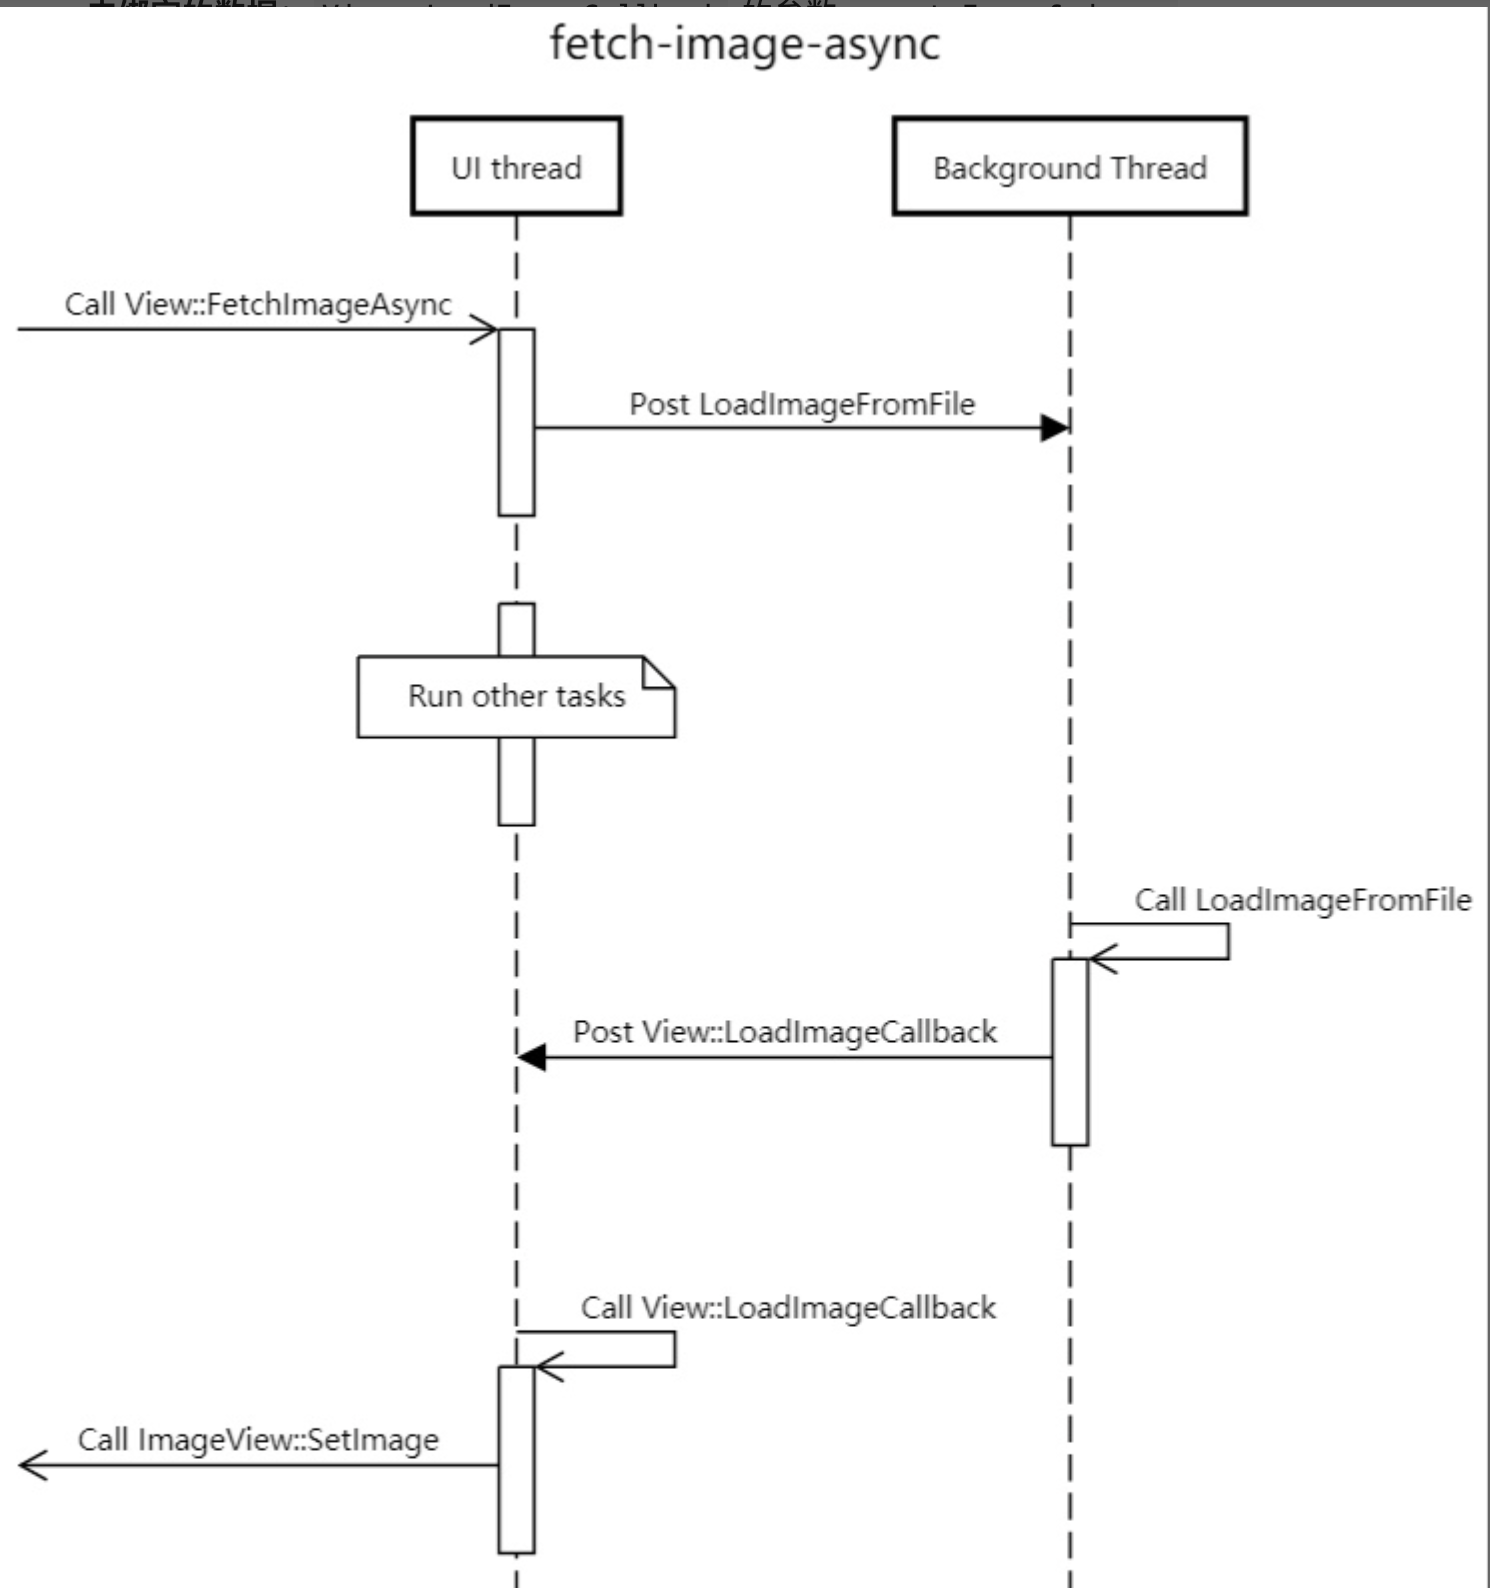 fetch-image-async
UI thread
Background Thread
Call View::FetchImageAsync
Post LoadImageFromFile
Run other tasks
Call LoadImageFromFile
Post View::LoadImageCallback
Call View::LoadImageCallback
Call ImageView::SetImage